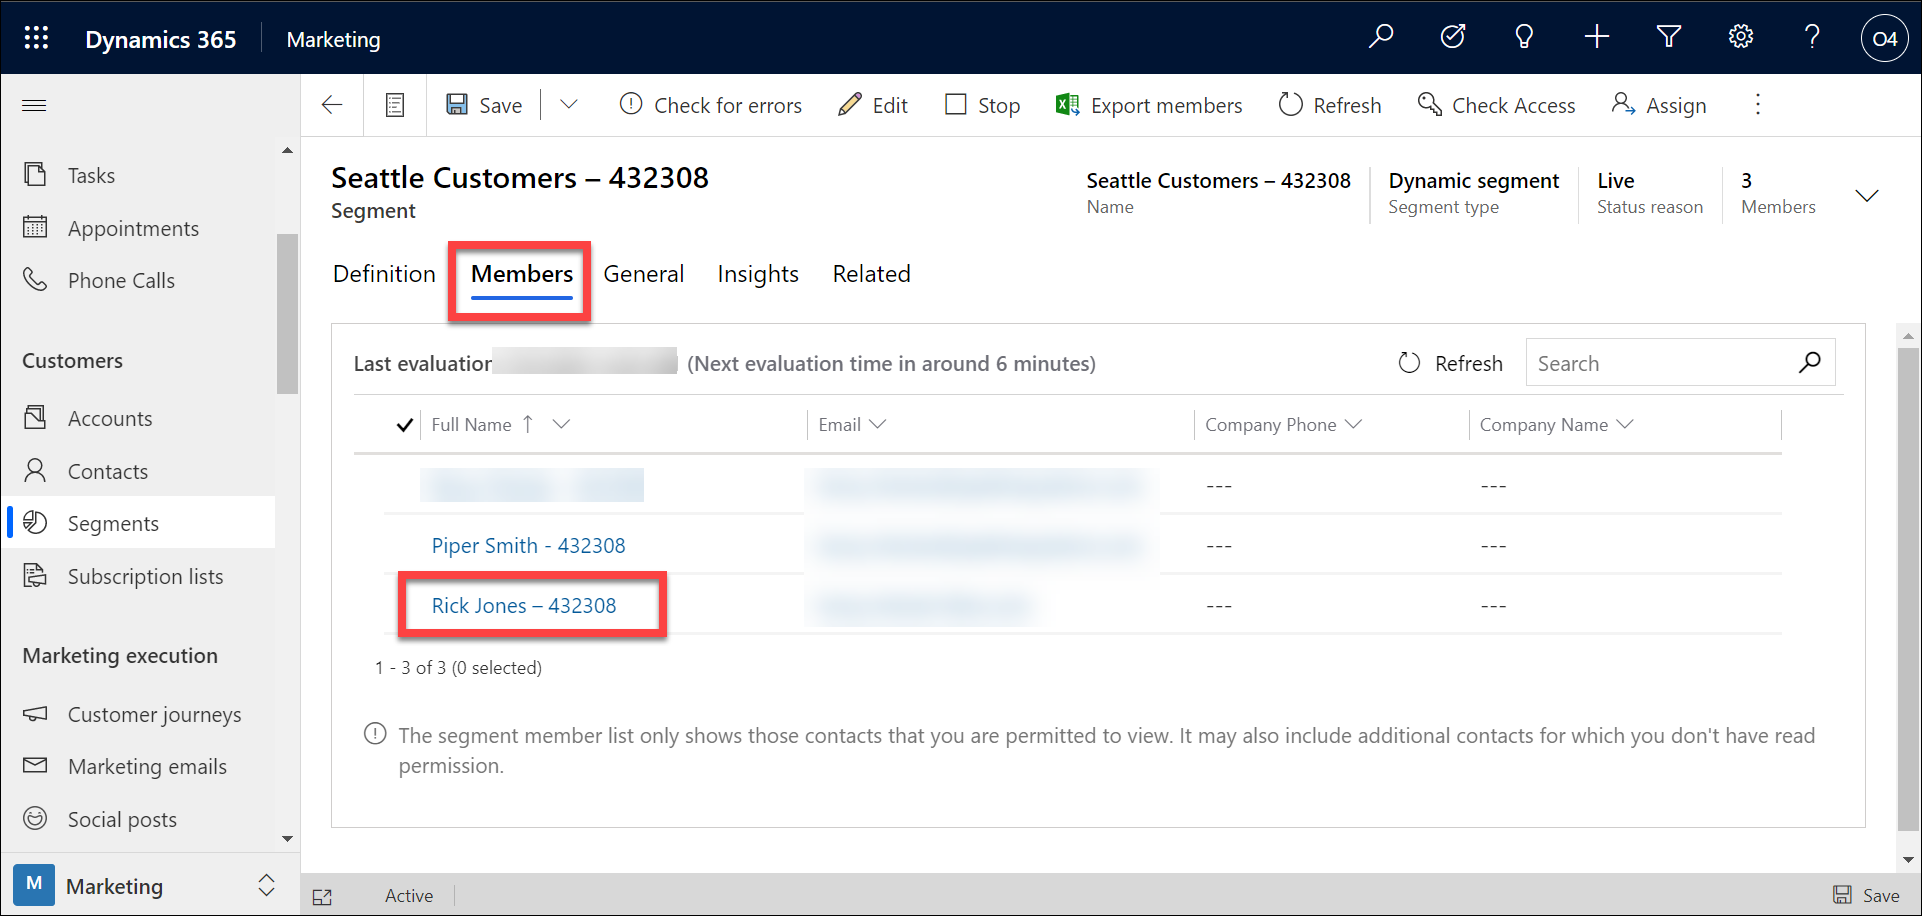 Dynamics 365 Marketing O4
Save Check for errors Edit Stop Export members Refresh Check Access Assign
Tasks
Appointments
Phone Calls
Customers
Accounts
Contacts
Segments
Subscription lists
Marketing execution
Customer journeys
Marketing emails
Social posts
M Marketing
Seattle Customers – 432308
Segment
Seattle Customers – 432308
Name
Dynamic segment
Segment type
Live
Status reason
3
Members
Definition Members General Insights Related
Last evaluation (Next evaluation time in around 6 minutes) Refresh Search
Full Name Email Company Phone Company Name
--- ---
Piper Smith - 432308 --- ---
Rick Jones – 432308 --- ---
1 - 3 of 3 (0 selected)
The segment member list only shows those contacts that you are permitted to view. It may also include additional contacts for which you don't have read
permission.
Active Save